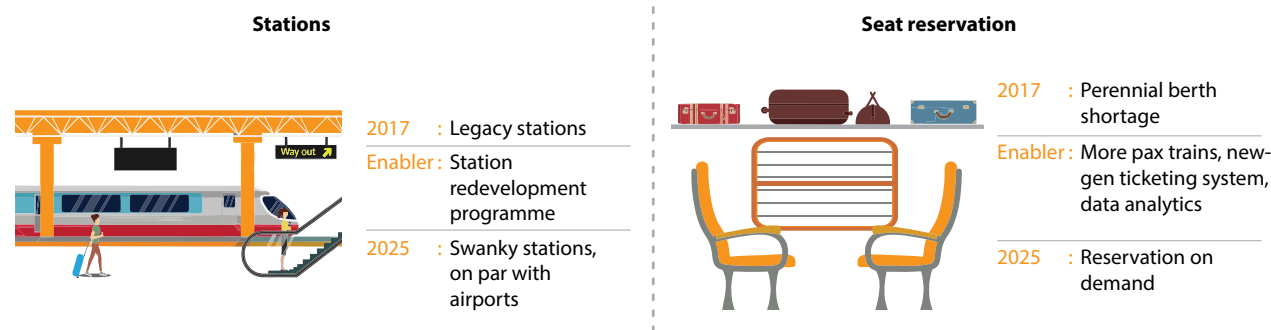 Stations
Way out
2017 : Legacy stations
Enabler : Station
redevelopment
programme
2025 : Swanky stations,
on par with
airports
Seat reservation
2017 : Perennial berth
shortage
Enabler : More pax trains, new-
gen ticketing system,
data analytics
2025 : Reservation on
demand